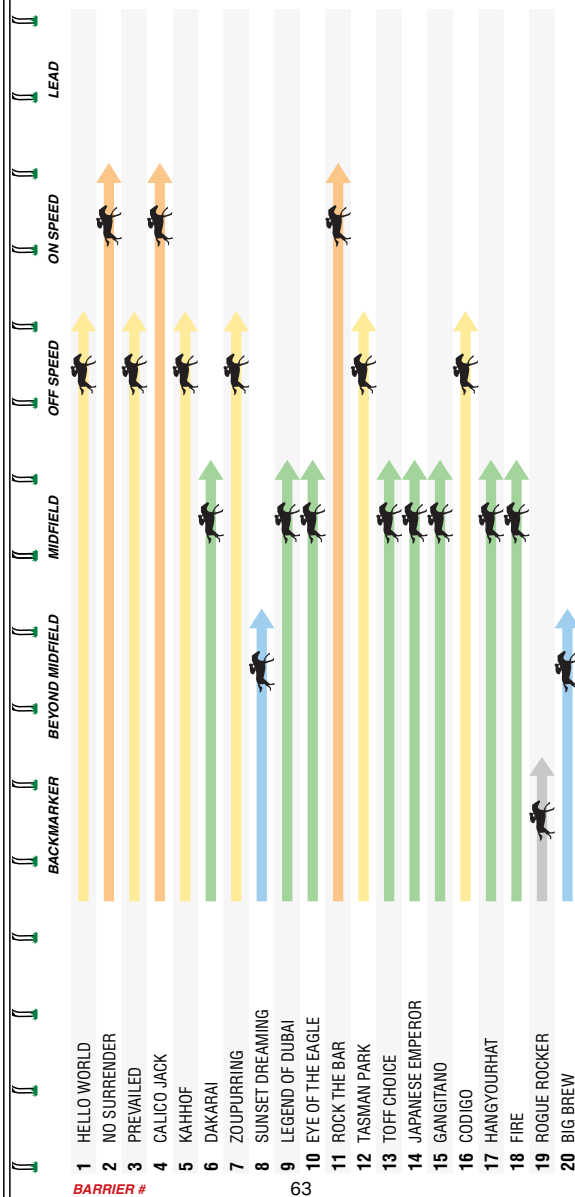 LEAD
ON SPEED
OFF SPEED
MIDFIELD
BEYOND MIDFIELD
BACKMARKER
1 HELLO WORLD
2 NO SURRENDER
3 PREVAILED
4 CALICO JACK
5 KAHHOF
6 DAKARAI
7 ZOUPURRING
8 SUNSET DREAMING
9 LEGEND OF DUBAI
10 EYE OF THE EAGLE
11 ROCK THE BAR
12 TASMAN PARK
13 TOFF CHOICE
14 JAPANESE EMPEROR
15 GANGITANO
16 CODIGO
17 HANGYOURHAT
18 FIRE
19 ROGUE ROCKER
20 BIG BREW
BARRIER #
63